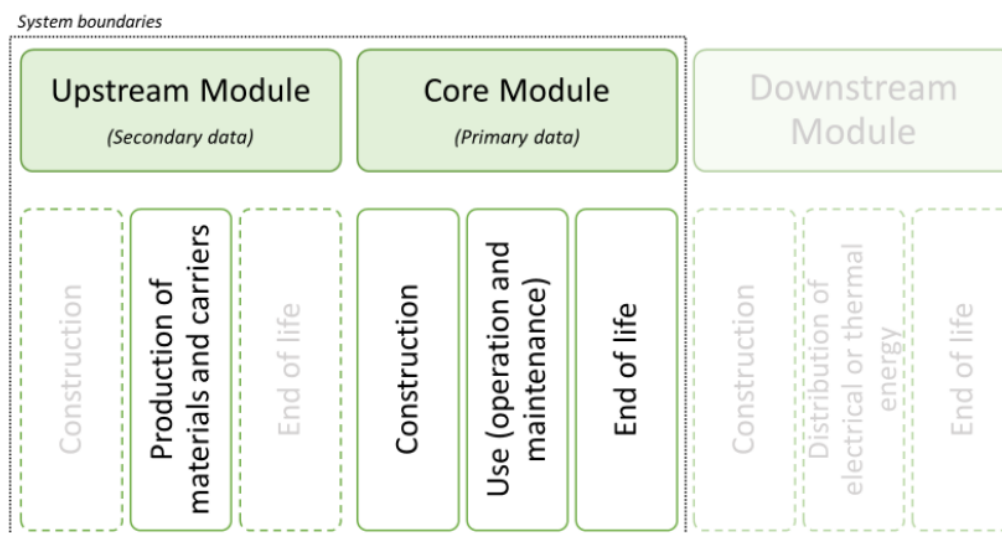 System boundaries
Upstream Module
(Secondary data)
Core Module
(Primary data)
Downstream
Module
Construction
Production of
materials and carriers
End of life
Construction
Use (operation and
maintenance)
End of life
Construction
Distribution of
electrical or thermal
energy
End of life